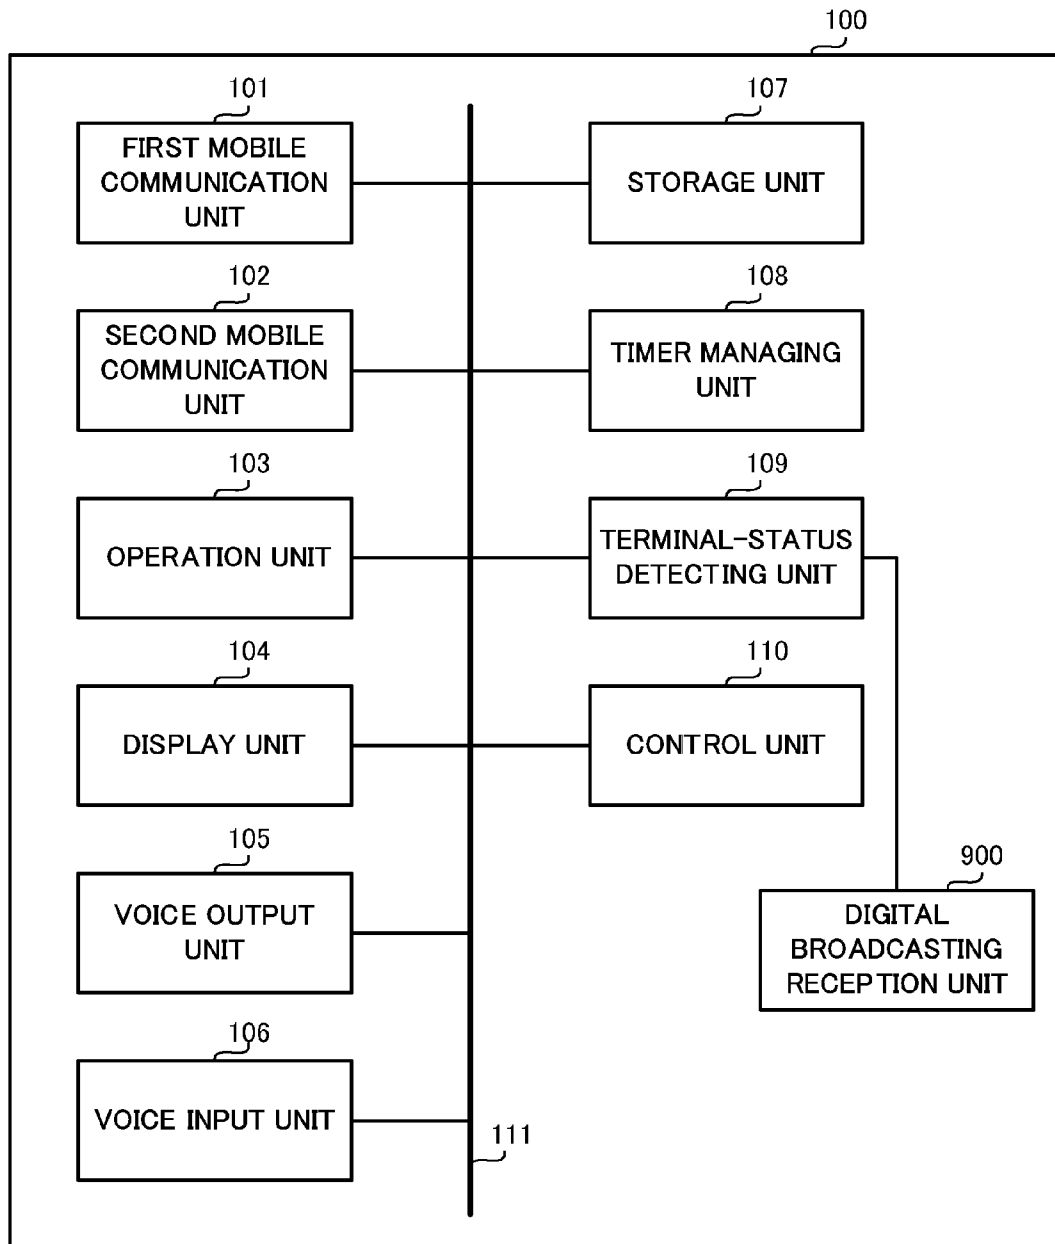 100
101
FIRST MOBILE
COMMUNICATION
UNIT
102
SECOND MOBILE
COMMUNICATION
UNIT
103
OPERATION UNIT
104
DISPLAY UNIT
105
VOICE OUTPUT
UNIT
106
VOICE INPUT UNIT
107
STORAGE UNIT
108
TIMER MANAGING
UNIT
109
TERMINAL-STATUS
DETECTING UNIT
110
CONTROL UNIT
900
DIGITAL
BROADCASTING
RECEPTION UNIT
111